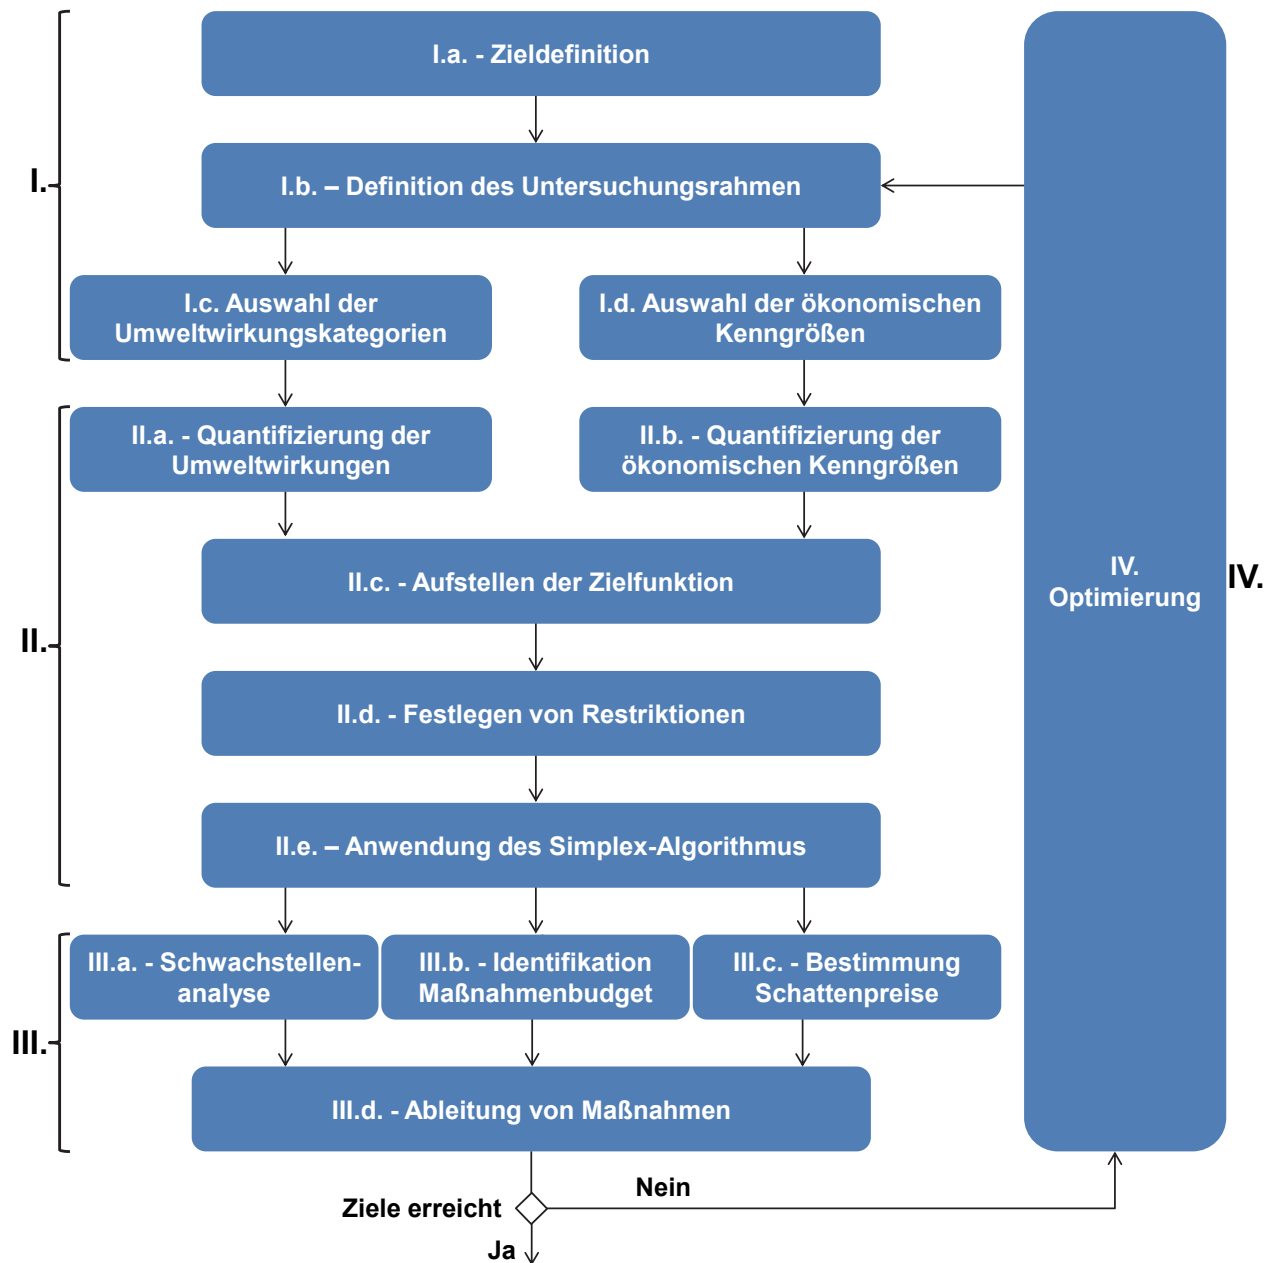 I.a. - Zieldefinition
I.
I.b. – Definition des Untersuchungsrahmen
I.c. Auswahl der
Umweltwirkungskategorien
I.d. Auswahl der ökonomischen
Kenngrößen
II.a. - Quantifizierung der
Umweltwirkungen
II.b. - Quantifizierung der
ökonomischen Kenngrößen
II.c. - Aufstellen der Zielfunktion
II.
II.d. - Festlegen von Restriktionen
II.e. – Anwendung des Simplex-Algorithmus
III.a. - Schwachstellen-
analyse
III.b. - Identifikation
Maßnahmenbudget
III.c. - Bestimmung
Schattenpreise
III.
III.d. - Ableitung von Maßnahmen
Ziele erreicht
Nein
Ja
IV.
Optimierung
IV.